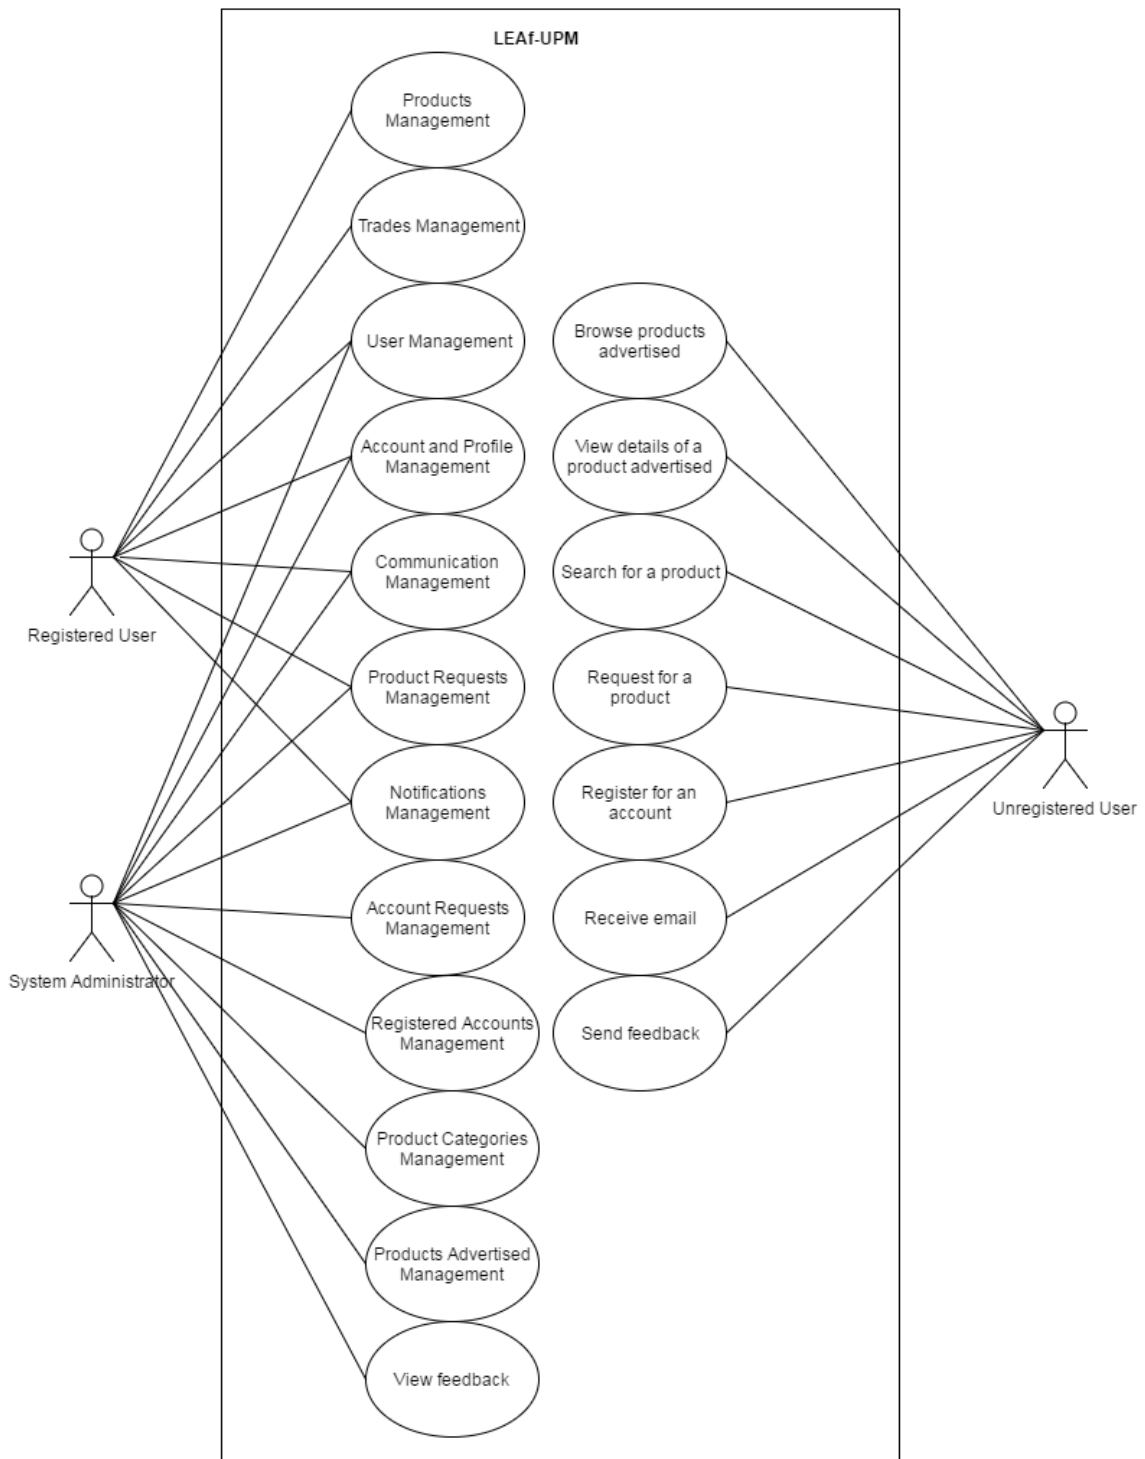 LEAf-UPM
Products
Management
Trades Management
User Management
Account and Profile
Management
Communication
Management
Product Requests
Management
Notifications
Management
Account Requests
Management
Registered Accounts
Management
Product Categories
Management
Products Advertised
Management
View feedback
Browse products
advertised
View details of a
product advertised
Search for a product
Request for a
product
Register for an
account
Receive email
Send feedback
Registered User
System Administrator
Unregistered User